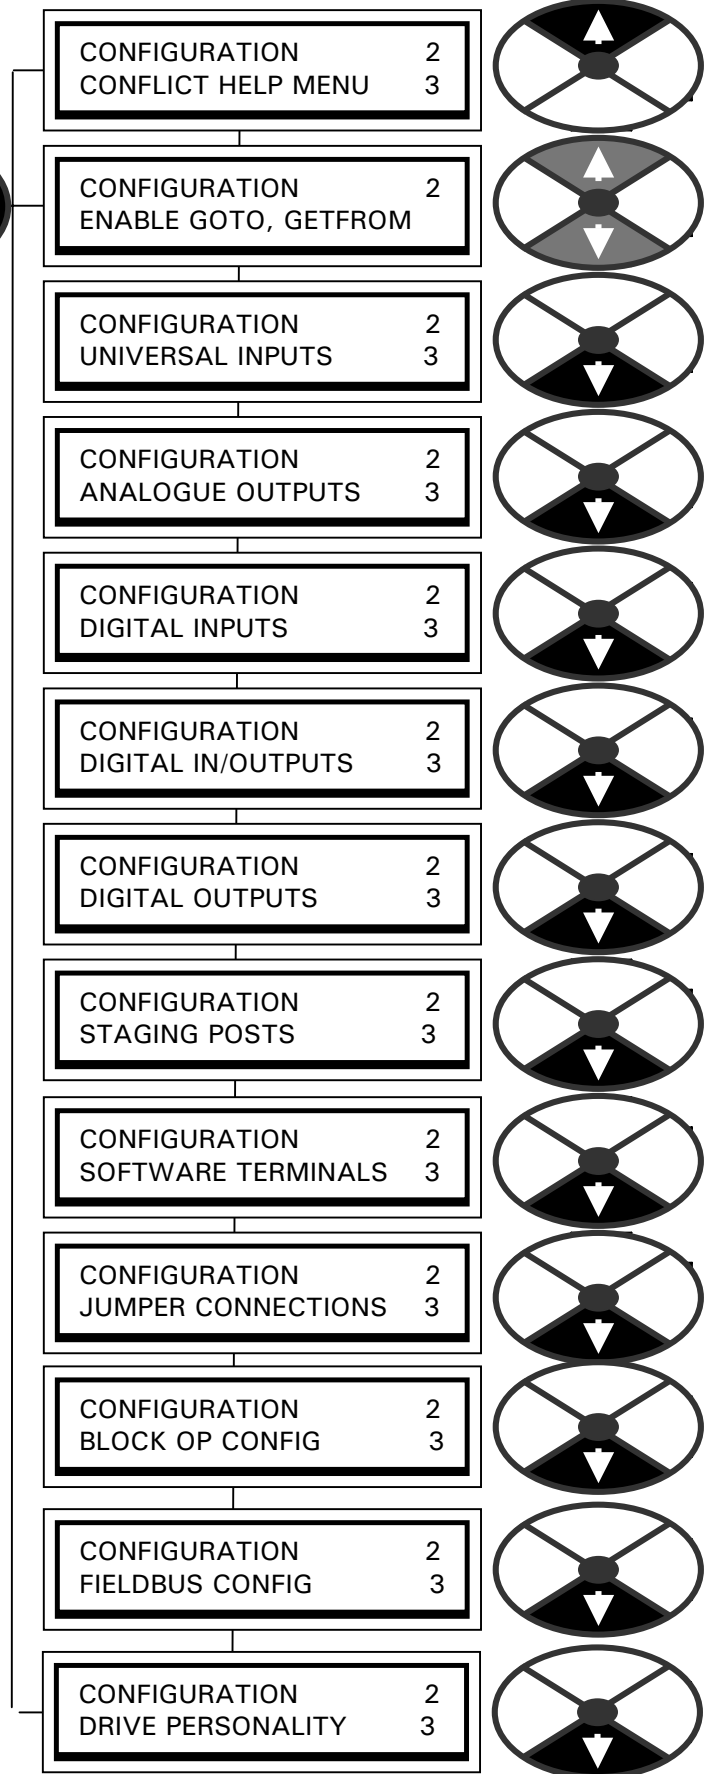 CONFIGURATION 2
CONFLICT HELP MENU 3
CONFIGURATION 2
ENABLE GOTO, GETFROM
CONFIGURATION 2
UNIVERSAL INPUTS 3
CONFIGURATION 2
ANALOGUE OUTPUTS 3
CONFIGURATION 2
DIGITAL INPUTS 3
CONFIGURATION 2
DIGITAL IN/OUTPUTS 3
CONFIGURATION 2
DIGITAL OUTPUTS 3
CONFIGURATION 2
STAGING POSTS 3
CONFIGURATION 2
SOFTWARE TERMINALS 3
CONFIGURATION 2
JUMPER CONNECTIONS 3
CONFIGURATION 2
BLOCK OP CONFIG 3
CONFIGURATION 2
FIELDBUS CONFIG 3
CONFIGURATION 2
DRIVE PERSONALITY 3